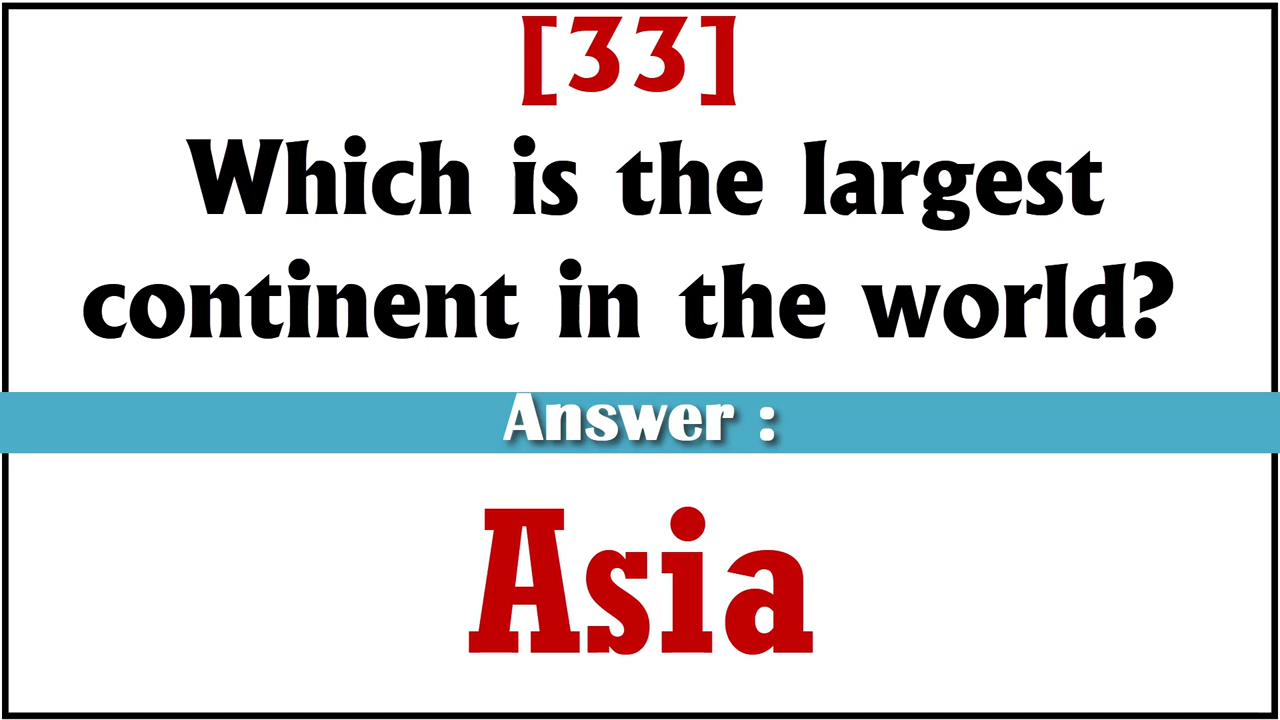 [33]
Which is the largest
continent in the world?
Answer :
Asia